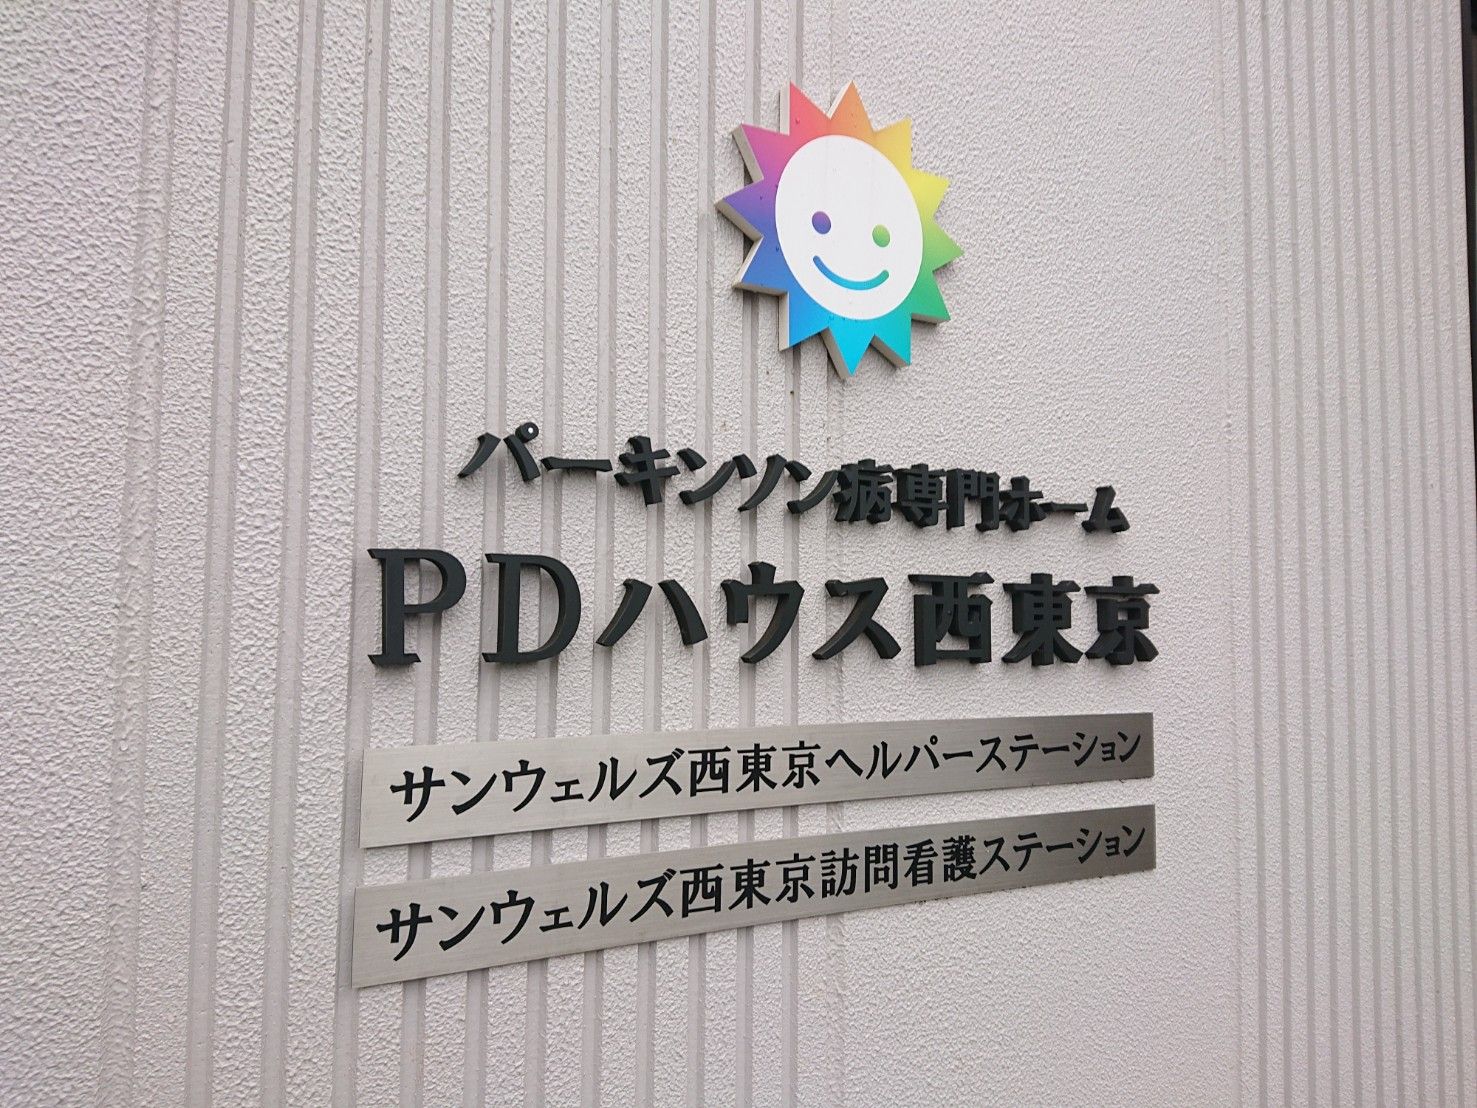 パーキンソン病専門ホーム
PDハウス西東京
サンウェルズ西東京ヘルパーステーション
サンウェルズ西東京訪問看護ステーション